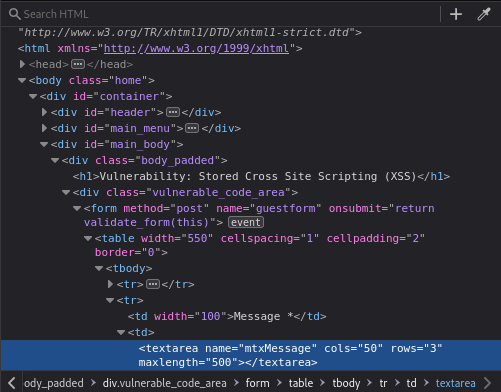 Search HTML
"http://www.w3.org/TR/xhtml1/DTD/xhtml1-strict.dtd">
<html xmlns="http://www.w3.org/1999/xhtml">
<head> ⋯ </head>
<body class="home">
<div id="container">
<div id="header"> ⋯ </div>
<div id="main_menu"> ⋯ </div>
<div id="main_body">
<div class="body_padded">
<h1>Vulnerability: Stored Cross Site Scripting (XSS)</h1>
<div class="vulnerable_code_area">
<form method="post" name="guestform" onsubmit="return
validate_form(this)"> event
<table width="550" cellspacing="1" cellpadding="2"
border="0">
<tbody>
<tr> ⋯ </tr>
<tr>
<td width="100">Message *</td>
<td>
<textarea name="mtxMessage" cols="50" rows="3"
maxlength="500"></textarea>
ody_padded > div.vulnerable_code_area > form > table > tbody > tr > td > textarea